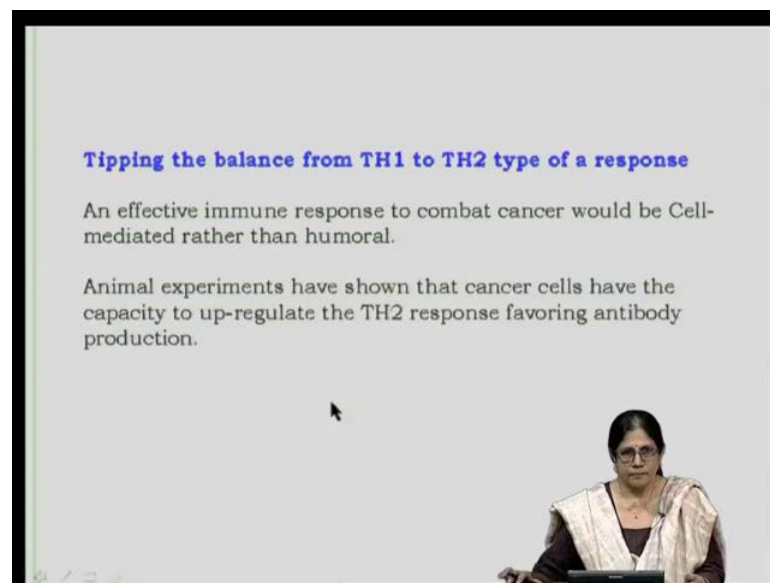 Tipping the balance from TH1 to TH2 type of a response
An effective immune response to combat cancer would be Cell-
mediated rather than humoral.
Animal experiments have shown that cancer cells have the
capacity to up-regulate the TH2 response favoring antibody
production.